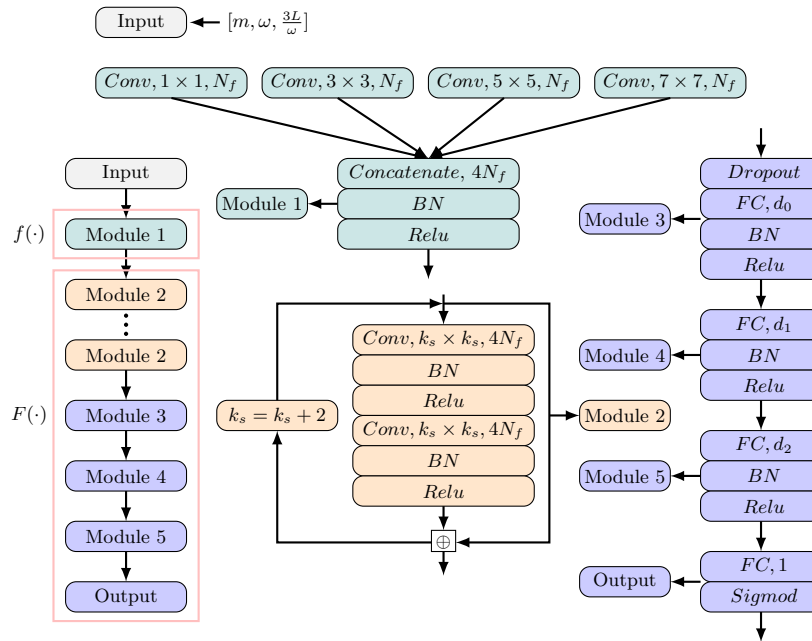 Input
[m, ω, 3L/ω]
Conv, 1 × 1, N_f
Conv, 3 × 3, N_f
Conv, 5 × 5, N_f
Conv, 7 × 7, N_f
Input
f(·)
Module 1
Module 2
⋮
Module 2
F(·)
Module 3
Module 4
Module 5
Output
Concatenate, 4N_f
Module 1
BN
Relu
Conv, k_s × k_s, 4N_f
BN
Relu
k_s = k_s + 2
Conv, k_s × k_s, 4N_f
Module 2
BN
Relu
⊕
Dropout
FC, d_0
Module 3
BN
Relu
FC, d_1
Module 4
BN
Relu
FC, d_2
Module 5
BN
Relu
FC, 1
Output
Sigmod